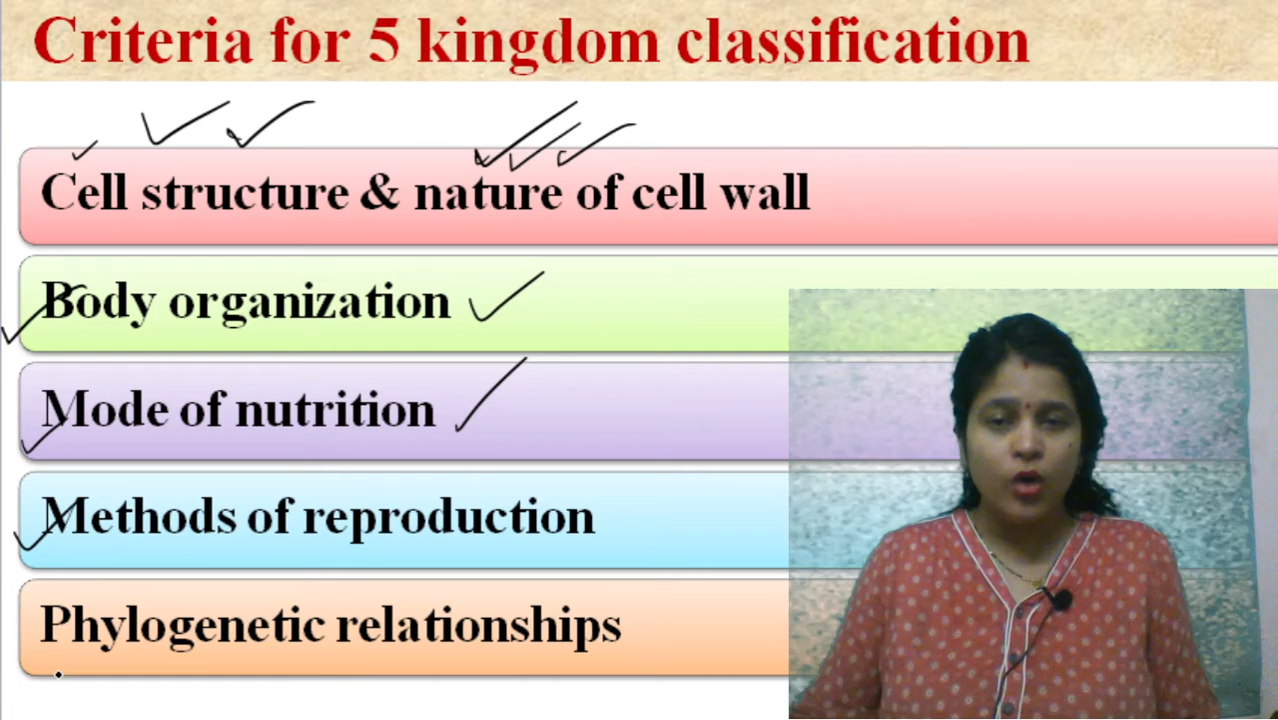 Criteria for 5 kingdom classification
Cell structure & nature of cell wall
Body organization
Mode of nutrition
Methods of reproduction
Phylogenetic relationships